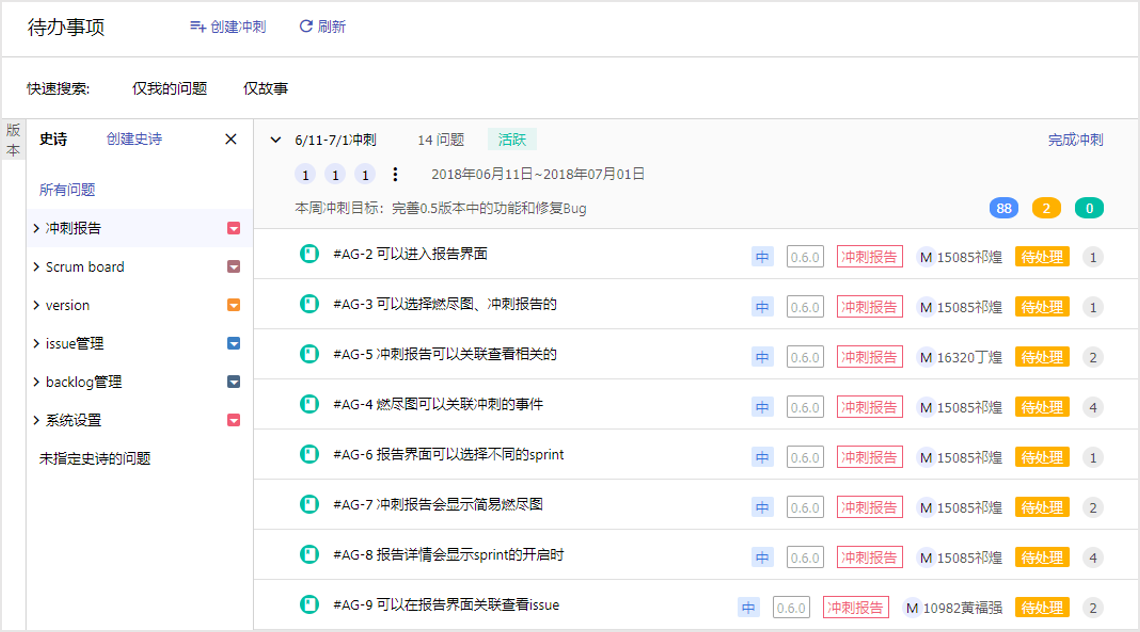 待办事项 创建冲刺 刷新
快速搜索: 仅我的问题 仅故事
版本
史诗 创建史诗
所有问题
冲刺报告
Scrum board
version
issue管理
backlog管理
系统设置
未指定史诗的问题
6/11-7/1冲刺 14 问题 活跃 完成冲刺
1 1 1 2018年06月11日~2018年07月01日
本周冲刺目标：完善0.5版本中的功能和修复Bug 88 2 0
#AG-2 可以进入报告界面 中 0.6.0 冲刺报告 M 15085祁煌 待处理 1
#AG-3 可以选择燃尽图、冲刺报告的 中 0.6.0 冲刺报告 M 15085祁煌 待处理 1
#AG-5 冲刺报告可以关联查看相关的 中 0.6.0 冲刺报告 M 16320丁煌 待处理 2
#AG-4 燃尽图可以关联冲刺的事件 中 0.6.0 冲刺报告 M 15085祁煌 待处理 4
#AG-6 报告界面可以选择不同的sprint 中 0.6.0 冲刺报告 M 15085祁煌 待处理 1
#AG-7 冲刺报告会显示简易燃尽图 中 0.6.0 冲刺报告 M 15085祁煌 待处理 2
#AG-8 报告详情会显示sprint的开启时 中 0.6.0 冲刺报告 M 15085祁煌 待处理 4
#AG-9 可以在报告界面关联查看issue 中 0.6.0 冲刺报告 M 10982黄福强 待处理 2